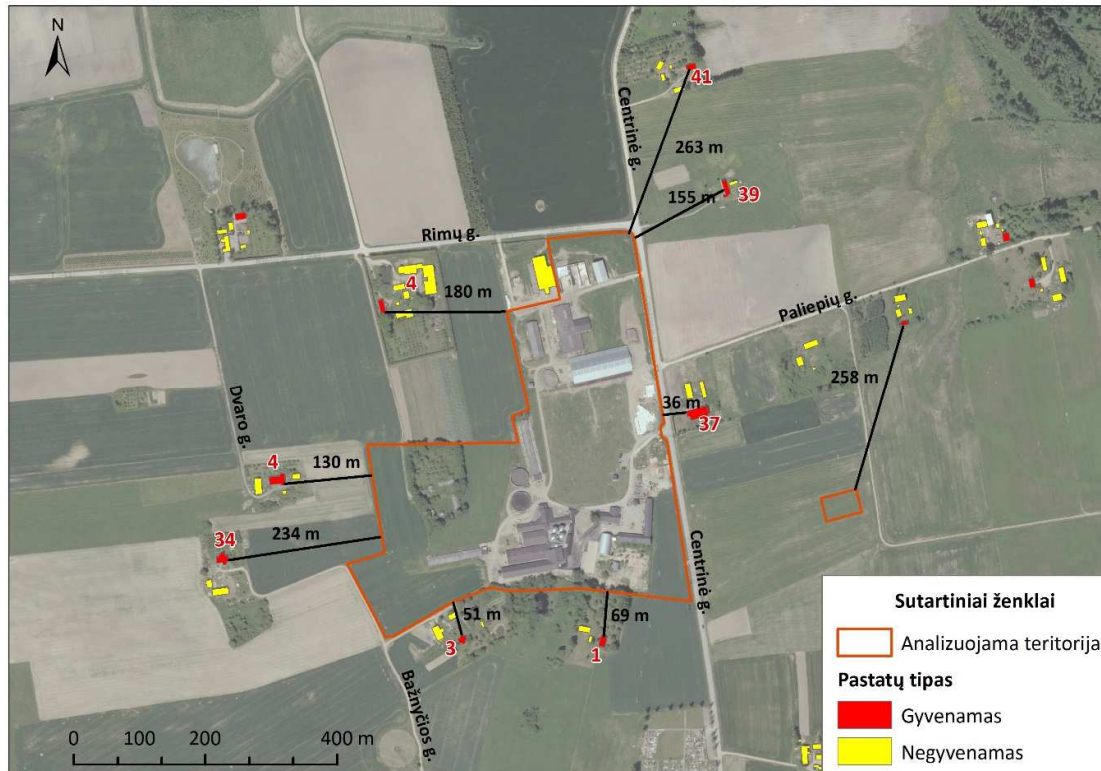 N
41
Centrinė g.
263 m
39
155 m
Rimų g.
4
180 m
Paliepių g.
258 m
36 m
37
Dvaro g.
4
130 m
34
234 m
Centrinė g.
51 m
69 m
3
1
Bažnyčios g.
0 100 200 400 m
Sutartiniai ženklai
Analizuojama teritorija
Pastatų tipas
Gyvenamas
Negyvenamas